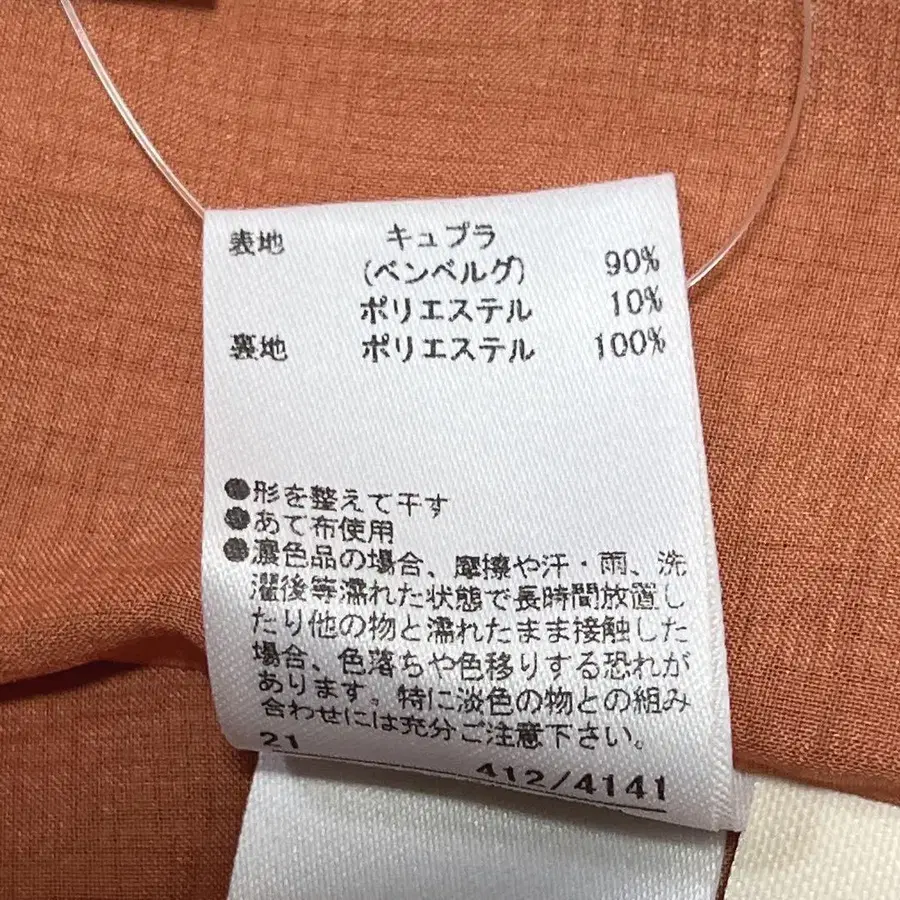 表地 キュプラ
(ベンベルグ) 90%
ポリエステル 10%
裏地 ポリエステル 100%
●形を整えて干す
●あて布使用
●濃色品の場合、摩擦や汗・雨、洗
濯後等濡れた状態で長時間放置し
たり他の物と濡れたまま接触した
場合、色落ちや色移りする恐れが
あります。特に淡色の物との組み
合わせには充分ご注意下さい。
21
412/4141